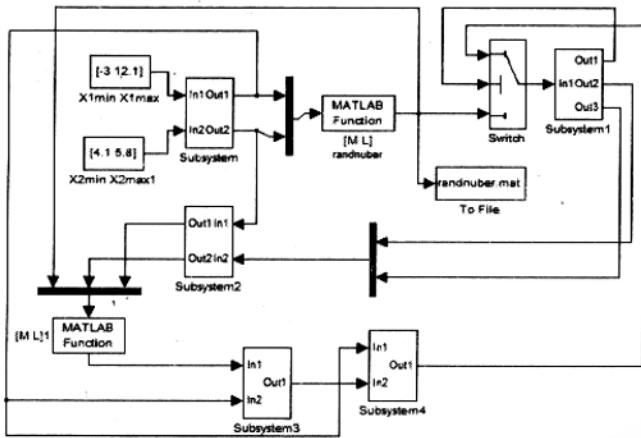 [-3 12.1]
X1min X1max
[4.1 5.8]
X2min X2max1
In1 Out1
In2 Out2
Subsystem
MATLAB
Function
[M L]
randnuber
Switch
Out1
In1 Out2
Out3
Subsystem1
randnuber.mat
To File
Out1 In1
Out2 In2
Subsystem2
1
[M L]1
MATLAB
Function
In1
Out1
In2
Subsystem3
In1
Out1
In2
Subsystem4